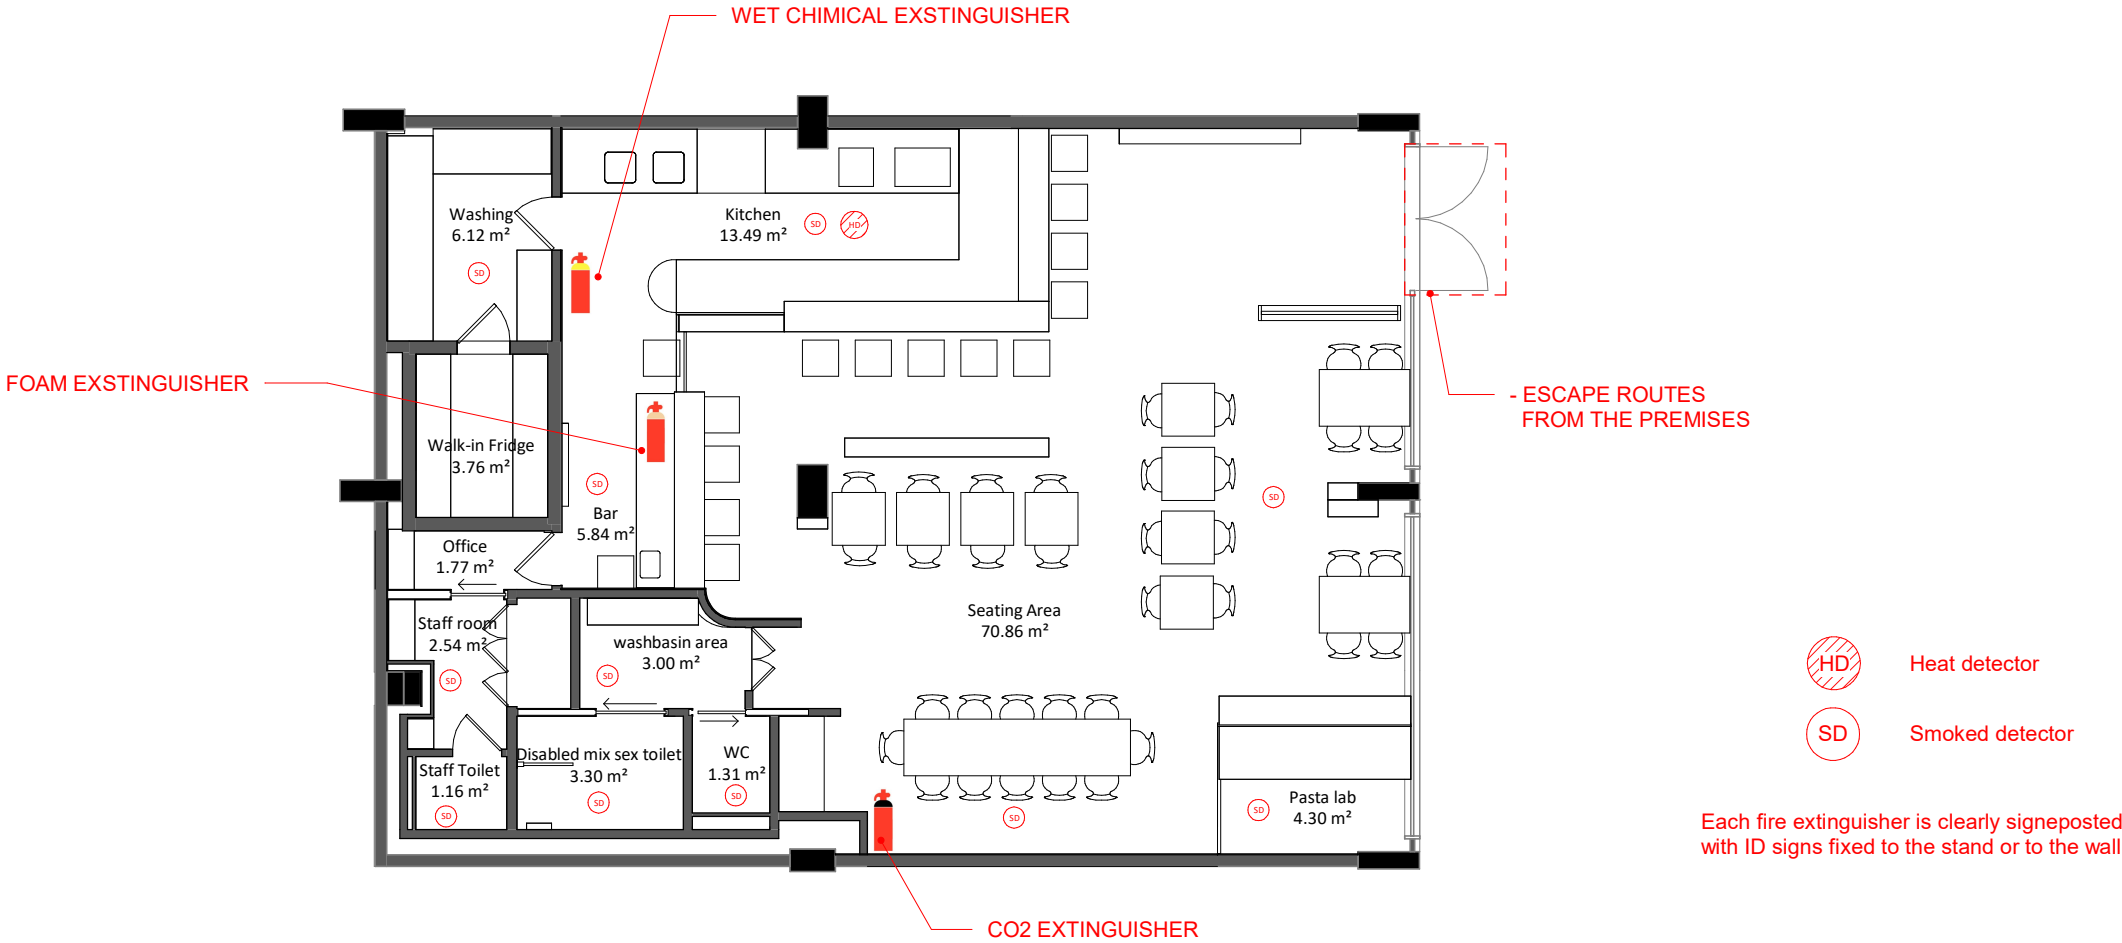 WET CHIMICAL EXSTINGUISHER
Washing
6.12 m²
SD
Kitchen
13.49 m²
SD
HD
FOAM EXSTINGUISHER
- ESCAPE ROUTES
FROM THE PREMISES
Walk-in Fridge
3.76 m²
SD
Bar
5.84 m²
SD
Office
1.77 m²
Staff room
2.54 m²
SD
washbasin area
3.00 m²
SD
Seating Area
70.86 m²
Disabled mix sex toilet
3.30 m²
SD
WC
1.31 m²
SD
Staff Toilet
1.16 m²
SD
SD
SD
Pasta lab
4.30 m²
CO2 EXTINGUISHER
HD
Heat detector
SD
Smoked detector
Each fire extinguisher is clearly signeposted
with ID signs fixed to the stand or to the wall